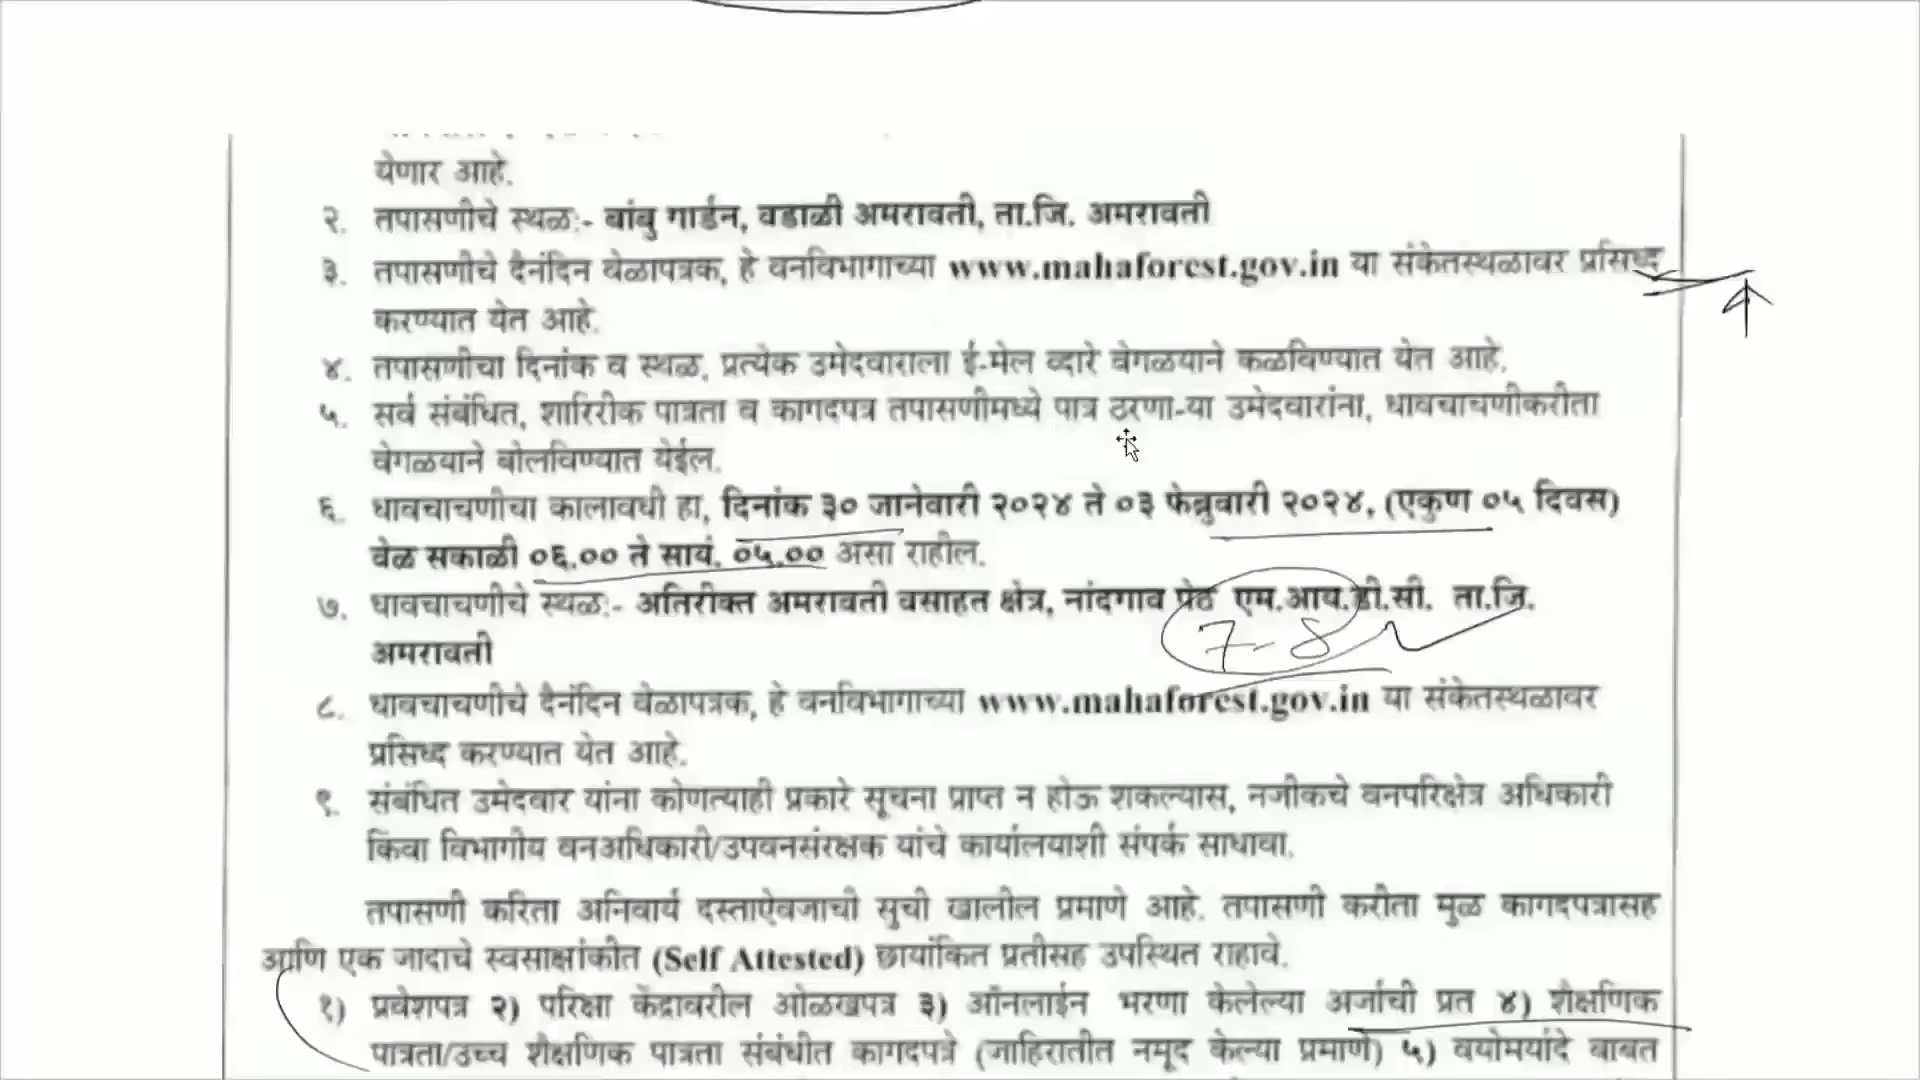 येणार आहे.
२. तपासणीचे स्थळ:- बांबु गार्डन, वडाळी अमरावती, ता.जि. अमरावती
३. तपासणीचे दैनंदिन वेळापत्रक, हे वनविभागाच्या www.mahaforest.gov.in या संकेतस्थळावर प्रसिध्द
करण्यात येत आहे.
४. तपासणीचा दिनांक व स्थळ, प्रत्येक उमेदवाराला ई-मेल व्दारे वेगळयाने कळविण्यात येत आहे.
५. सर्व संबंधित, शारिरीक पात्रता व कागदपत्र तपासणीमध्ये पात्र ठरणा-या उमेदवारांना, धावचाचणीकरीता
वेगळयाने बोलविण्यात येईल.
६. धावचाचणीचा कालावधी हा, दिनांक ३० जानेवारी २०२४ ते ०३ फेब्रुवारी २०२४, (एकुण ०५ दिवस)
वेळ सकाळी ०६.०० ते सायं. ०५.०० असा राहील.
७. धावचाचणीचे स्थळ:- अतिरीक्त अमरावती वसाहत क्षेत्र, नांदगाव पेठ एम.आय.डी.सी. ता.जि.
7-8
अमरावती
८. धावचाचणीचे दैनंदिन वेळापत्रक, हे वनविभागाच्या www.mahaforest.gov.in या संकेतस्थळावर
प्रसिध्द करण्यात येत आहे.
९. संबंधित उमेदवार यांना कोणत्याही प्रकारे सूचना प्राप्त न होऊ शकल्यास, नजीकचे वनपरिक्षेत्र अधिकारी
किंवा विभागीय वनअधिकारी/उपवनसंरक्षक यांचे कार्यालयाशी संपर्क साधावा.
तपासणी करिता अनिवार्य दस्ताऐवजाची सुची खालील प्रमाणे आहे. तपासणी करीता मुळ कागदपत्रासह
आणि एक जादाचे स्वसाक्षांकीत (Self Attested) छायांकित प्रतीसह उपस्थित राहावे.
१) प्रवेशपत्र २) परिक्षा केंद्रावरील ओळखपत्र ३) ऑनलाईन भरणा केलेल्या अर्जाची प्रत ४) शैक्षणिक
पात्रता/उच्च शैक्षणिक पात्रता संबंधीत कागदपत्रे (जाहिरातीत नमूद केल्या प्रमाणे) ५) वयोमर्यादे बाबत